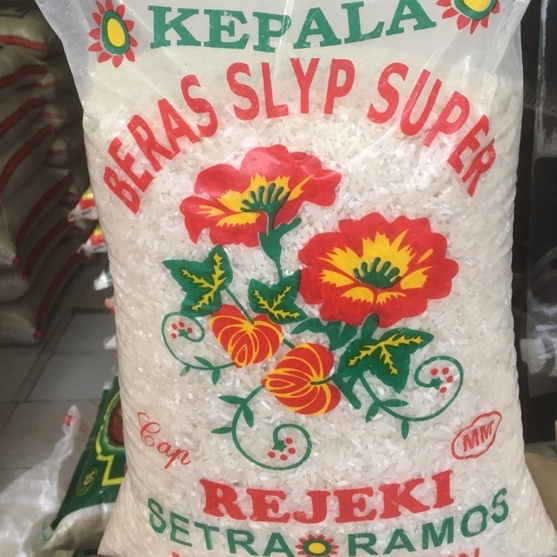 KEPALA
BERAS SLYP SUPER
Cap
MM
REJEKI
SETRA RAMOS